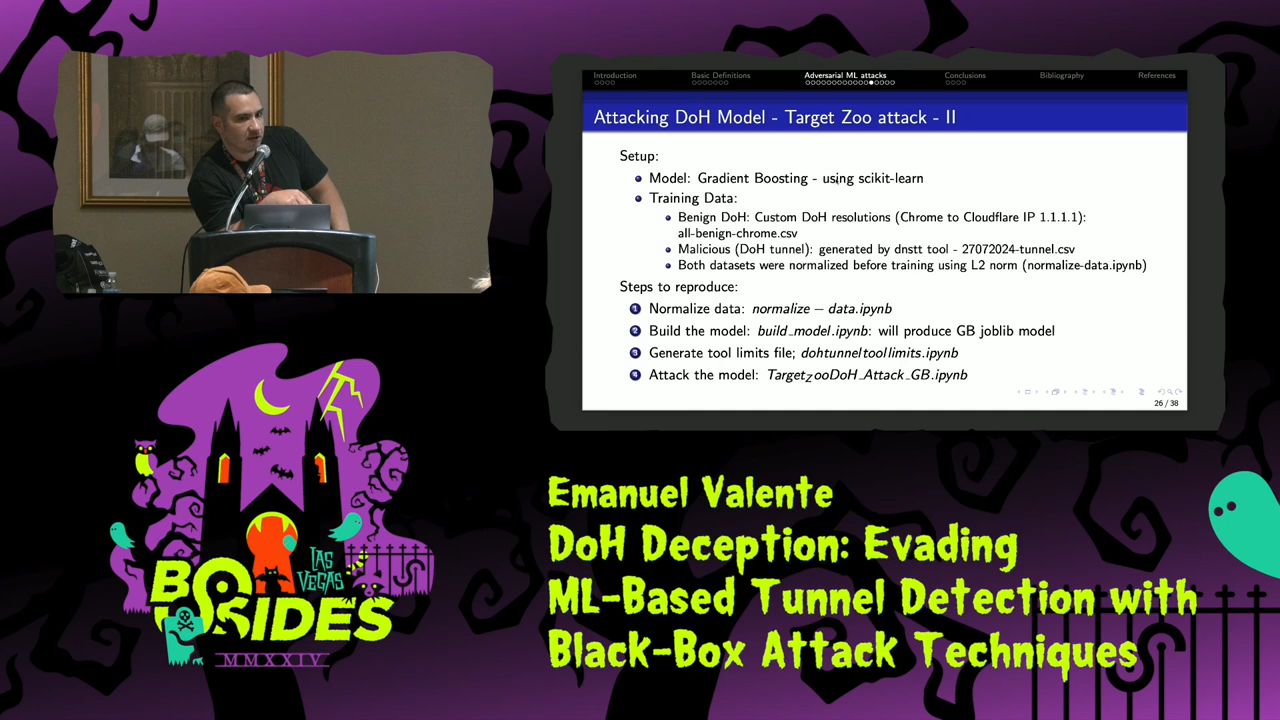 Introduction
Basic Definitions
Adversarial ML attacks
Conclusions
Bibliography
References
Attacking DoH Model - Target Zoo attack - II
Setup:
Model: Gradient Boosting - using scikit-learn
Training Data:
Benign DoH: Custom DoH resolutions (Chrome to Cloudflare IP 1.1.1.1):
all-benign-chrome.csv
Malicious (DoH tunnel): generated by dnstt tool - 27072024-tunnel.csv
Both datasets were normalized before training using L2 norm (normalize-data.ipynb)
Steps to reproduce:
1 Normalize data: normalize − data.ipynb
2 Build the model: build_model.ipynb: will produce GB joblib model
3 Generate tool limits file; dohtunneltoollimits.ipynb
4 Attack the model: Target_ZooDoH_Attack_GB.ipynb
26 / 38
LAS
VEGAS
BSIDES
MMXXIV
Emanuel Valente
DoH Deception: Evading
ML-Based Tunnel Detection with
Black-Box Attack Techniques